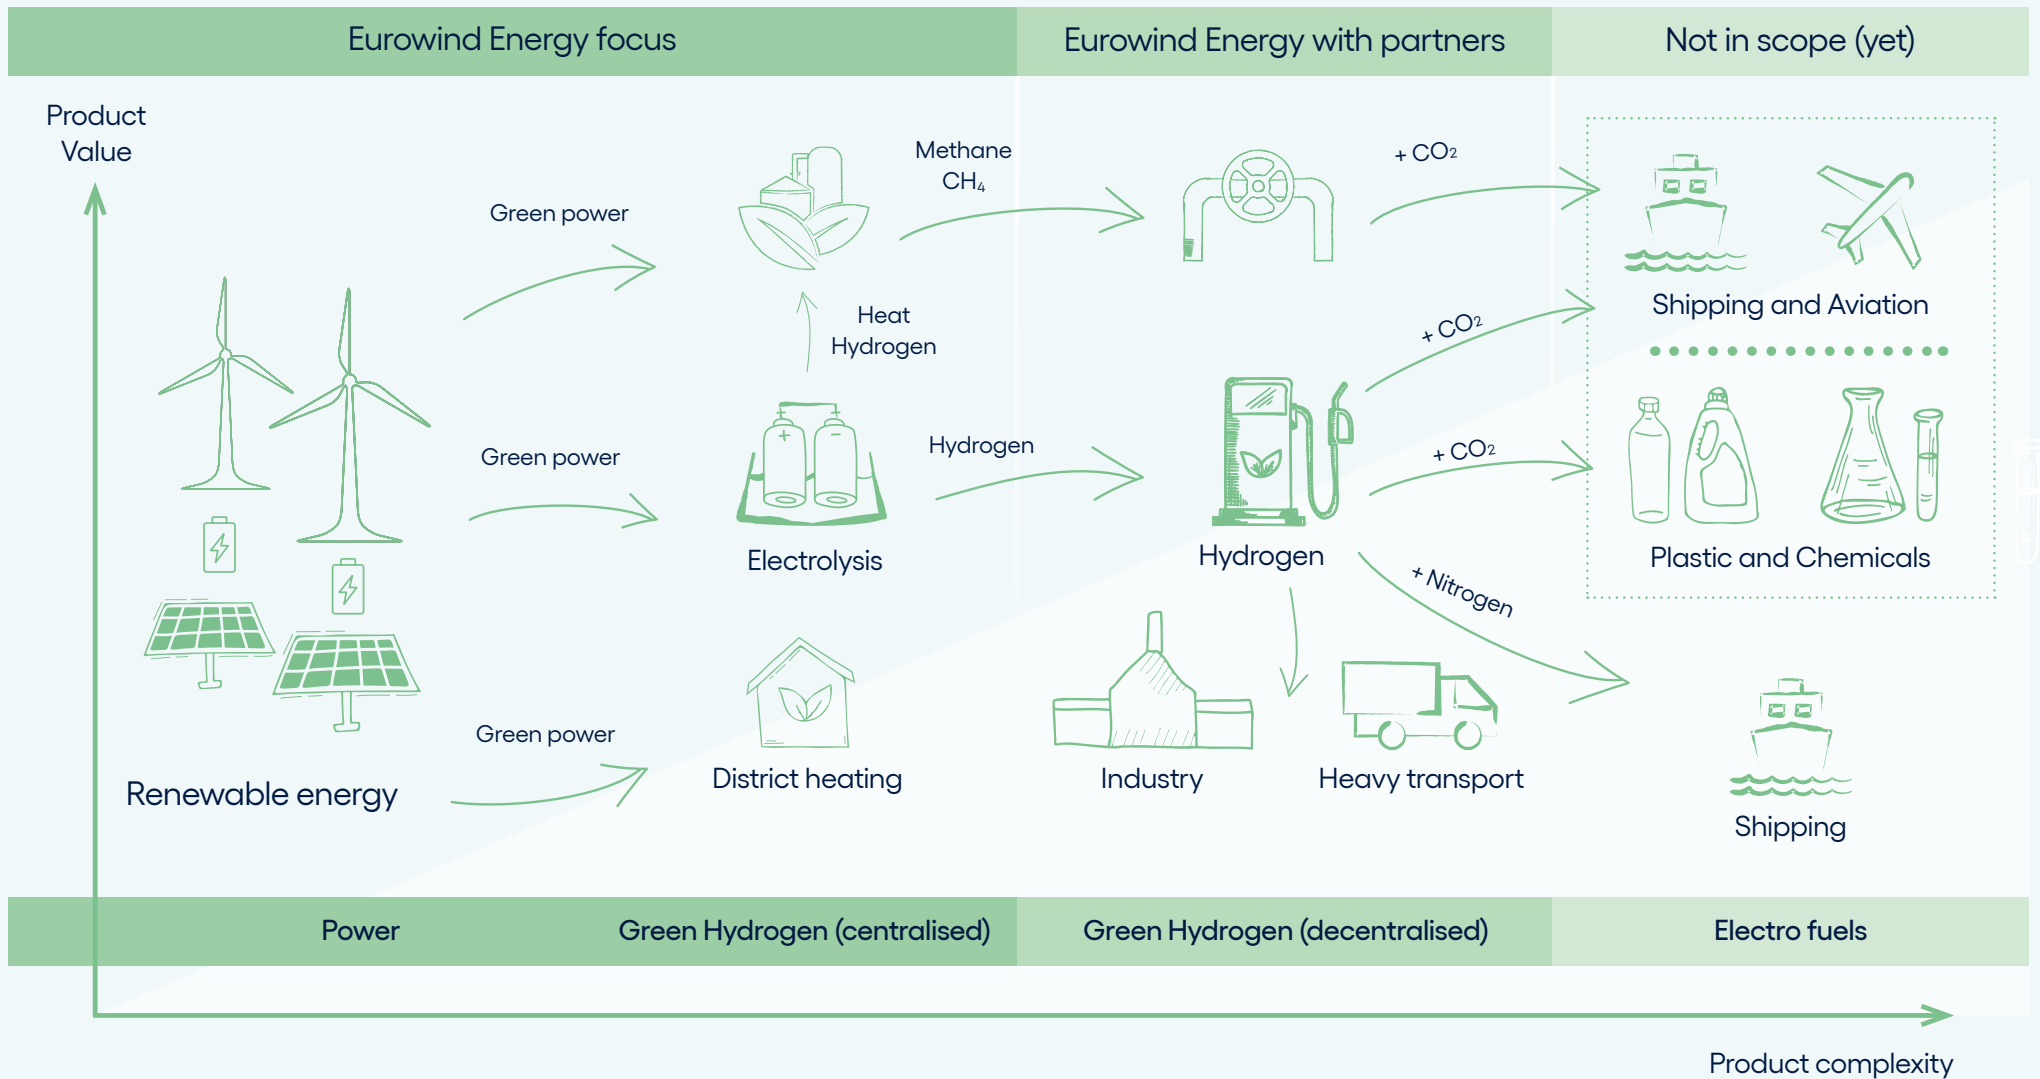 Eurowind Energy focus
Eurowind Energy with partners
Not in scope (yet)
Product
Value
Methane
CH₄
+ CO₂
Green power
Heat
Hydrogen
+ CO₂
Shipping and Aviation
Green power
Hydrogen
+ CO₂
Electrolysis
Hydrogen
Plastic and Chemicals
+ Nitrogen
Green power
Renewable energy
District heating
Industry
Heavy transport
Shipping
Power
Green Hydrogen (centralised)
Green Hydrogen (decentralised)
Electro fuels
Product complexity